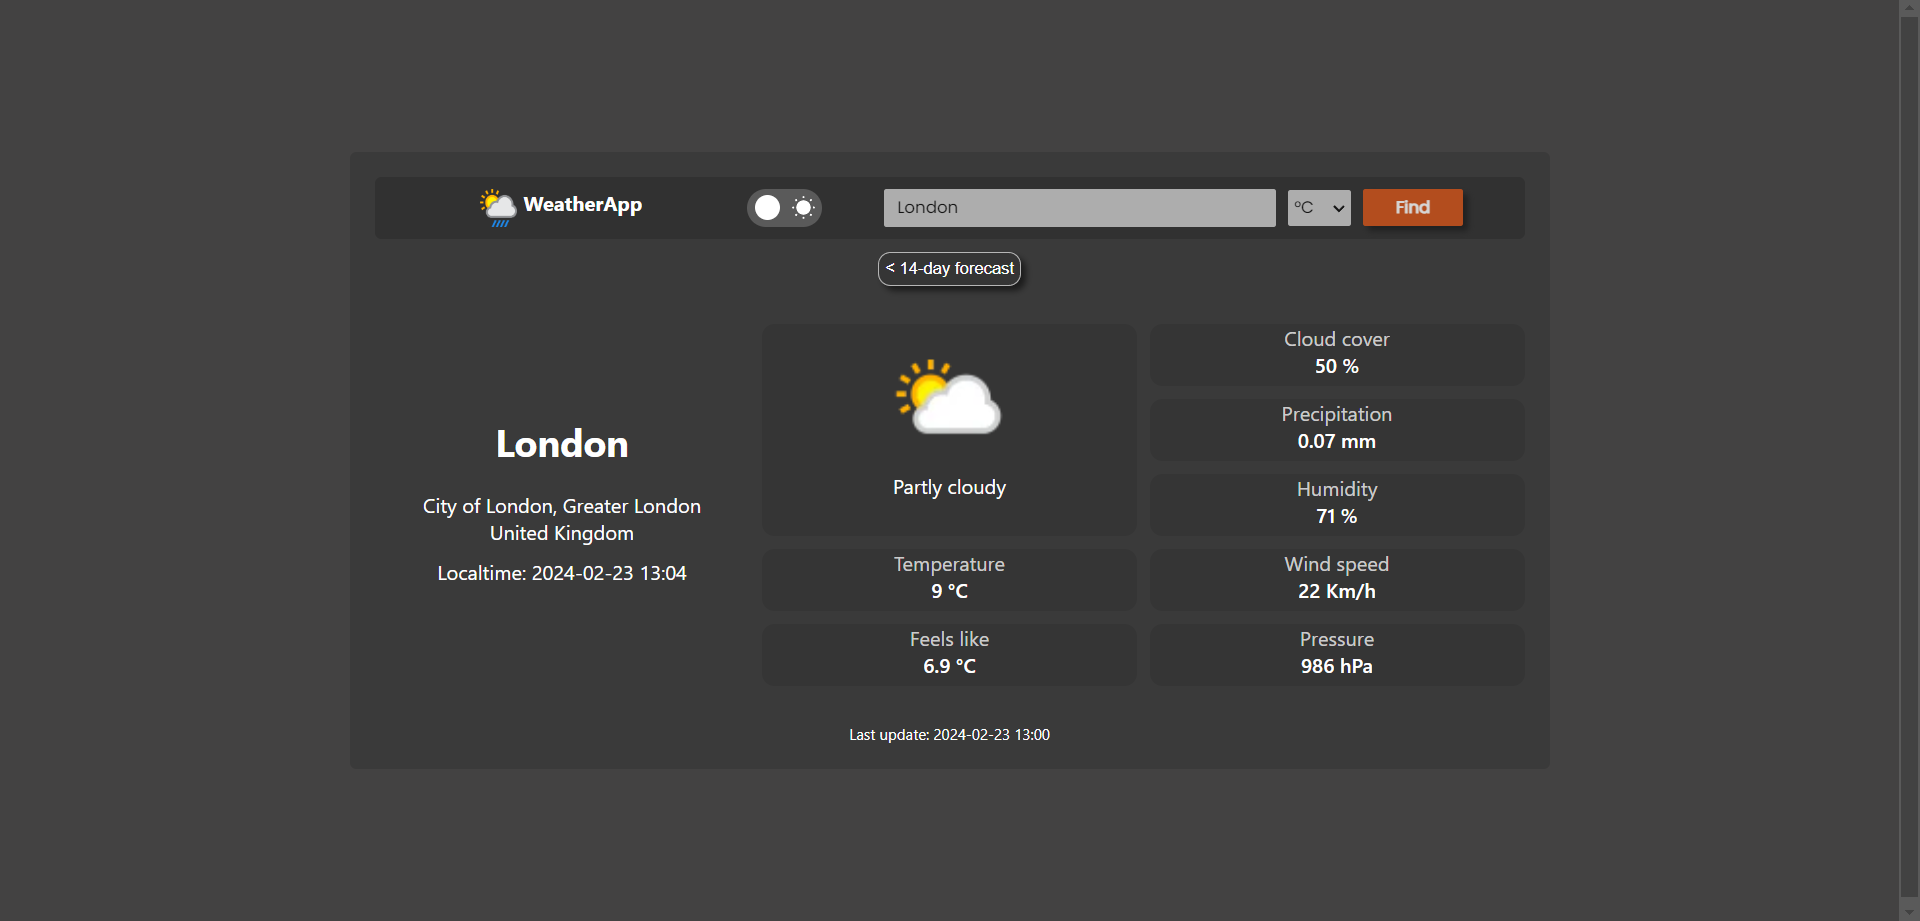 WeatherApp
London
°C
Find
< 14-day forecast
London
City of London, Greater London
United Kingdom
Localtime: 2024-02-23 13:04
Partly cloudy
Temperature
9 °C
Feels like
6.9 °C
Cloud cover
50 %
Precipitation
0.07 mm
Humidity
71 %
Wind speed
22 Km/h
Pressure
986 hPa
Last update: 2024-02-23 13:00